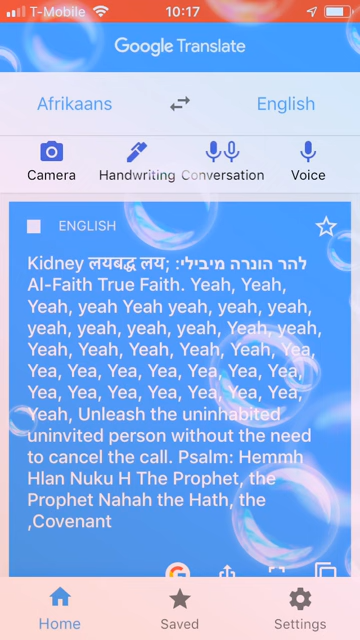 T-Mobile 10:17
Google Translate
Afrikaans English
Camera Handwriting Conversation Voice
ENGLISH
Kidney लयबद्ध लय; :להר הונרה מיבילי
Al-Faith True Faith. Yeah, Yeah,
Yeah, yeah Yeah yeah, yeah, yeah,
yeah, yeah, yeah, yeah, Yeah, yeah,
Yeah, Yeah, Yeah, Yeah, Yeah, Yea,
Yea, Yea, Yea, Yea, Yea, Yea, Yea,
Yea, Yea, Yea, Yea, Yea, Yea, Yea,
Yeah, Unleash the uninhabited
uninvited person without the need
to cancel the call. Psalm: Hemmh
Hlan Nuku H The Prophet, the
Prophet Nahah the Hath, the
,Covenant
Home Saved Settings